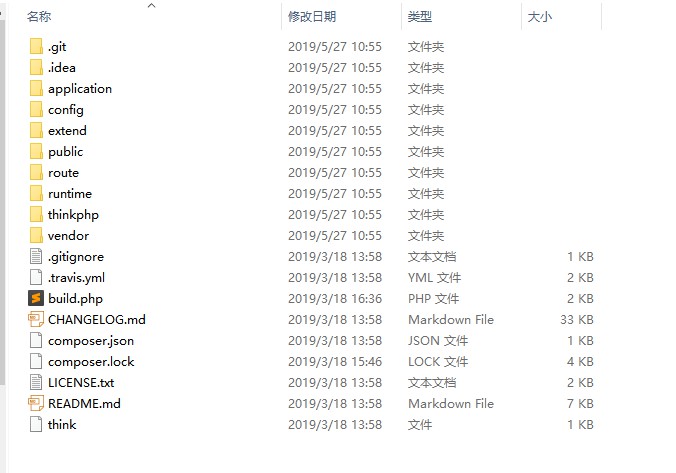 名称 修改日期 类型 大小
.git 2019/5/27 10:55 文件夹
.idea 2019/5/27 10:55 文件夹
application 2019/5/27 10:55 文件夹
config 2019/5/27 10:55 文件夹
extend 2019/5/27 10:55 文件夹
public 2019/5/27 10:55 文件夹
route 2019/5/27 10:55 文件夹
runtime 2019/5/27 10:55 文件夹
thinkphp 2019/5/27 10:55 文件夹
vendor 2019/5/27 10:55 文件夹
.gitignore 2019/3/18 13:58 文本文档 1 KB
.travis.yml 2019/3/18 13:58 YML 文件 2 KB
build.php 2019/3/18 16:36 PHP 文件 2 KB
CHANGELOG.md 2019/3/18 13:58 Markdown File 33 KB
composer.json 2019/3/18 13:58 JSON 文件 1 KB
composer.lock 2019/3/18 15:46 LOCK 文件 4 KB
LICENSE.txt 2019/3/18 13:58 文本文档 2 KB
README.md 2019/3/18 13:58 Markdown File 7 KB
think 2019/3/18 13:58 文件 1 KB